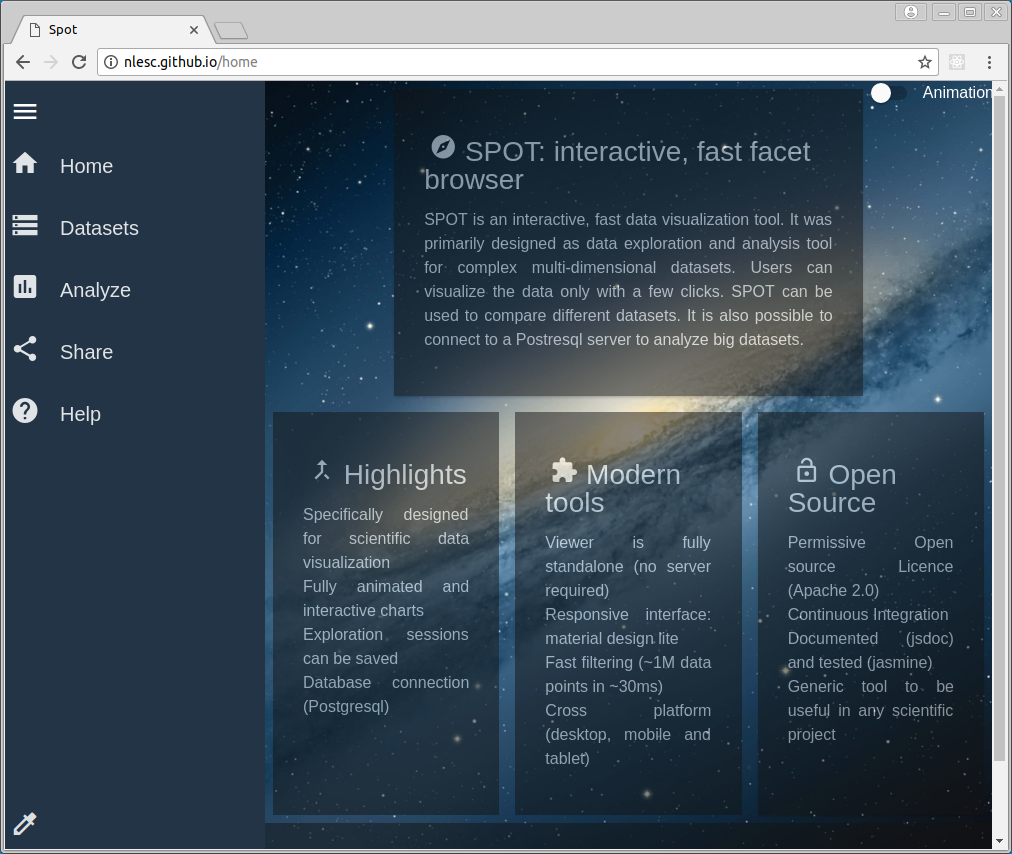 Spot
nlesc.github.io/home
Animation
Home
Datasets
Analyze
Share
Help
SPOT: interactive, fast facet
browser
SPOT is an interactive, fast data visualization tool. It was
primarily designed as data exploration and analysis tool
for complex multi-dimensional datasets. Users can
visualize the data only with a few clicks. SPOT can be
used to compare different datasets. It is also possible to
connect to a Postresql server to analyze big datasets.
Highlights
Specifically designed
for scientific data
visualization
Fully animated and
interactive charts
Exploration sessions
can be saved
Database connection
(Postgresql)
Modern
tools
Viewer is fully
standalone (no server
required)
Responsive interface:
material design lite
Fast filtering (~1M data
points in ~30ms)
Cross platform
(desktop, mobile and
tablet)
Open
Source
Permissive Open
source Licence
(Apache 2.0)
Continuous Integration
Documented (jsdoc)
and tested (jasmine)
Generic tool to be
useful in any scientific
project